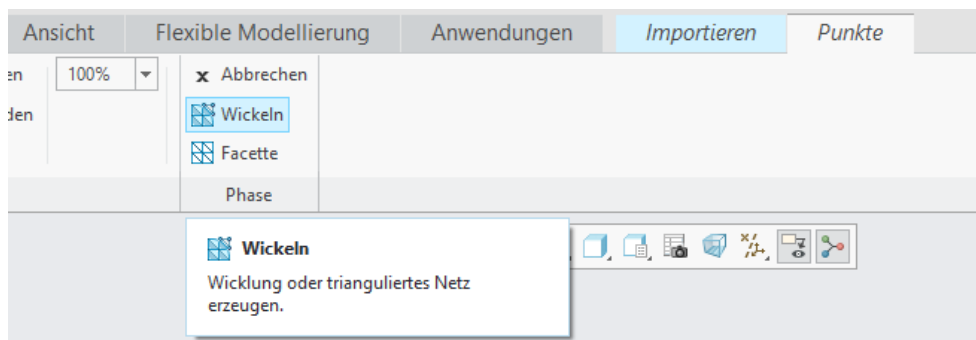 Ansicht Flexible Modellierung Anwendungen Importieren Punkte
en 100% x Abbrechen
den Wickeln
Facette
Phase
Wickeln
Wicklung oder trianguliertes Netz
erzeugen.